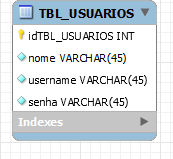 TBL_USUARIOS
idTBL_USUARIOS INT
nome VARCHAR(45)
username VARCHAR(45)
senha VARCHAR(45)
Indexes